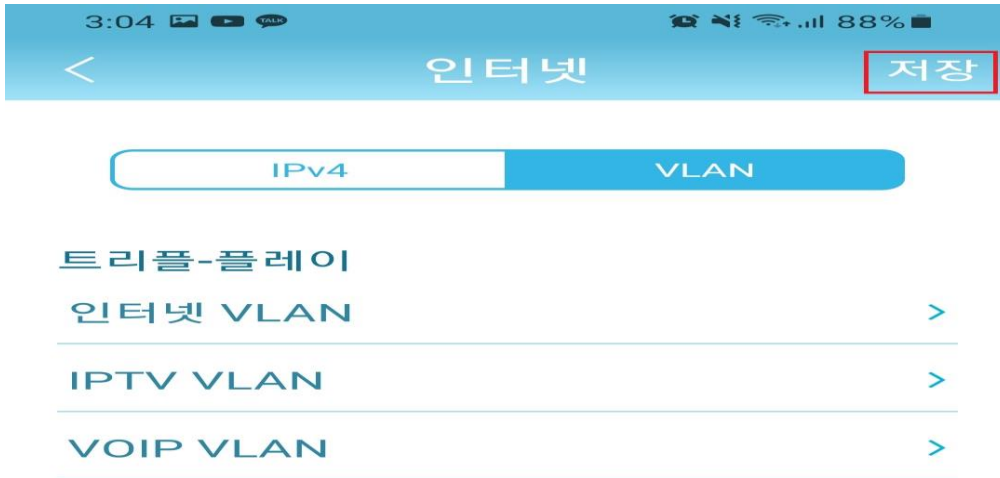 3:04 TALK 88%
< 인터넷 저장
IPv4 VLAN
트리플-플레이
인터넷 VLAN >
IPTV VLAN >
VOIP VLAN >